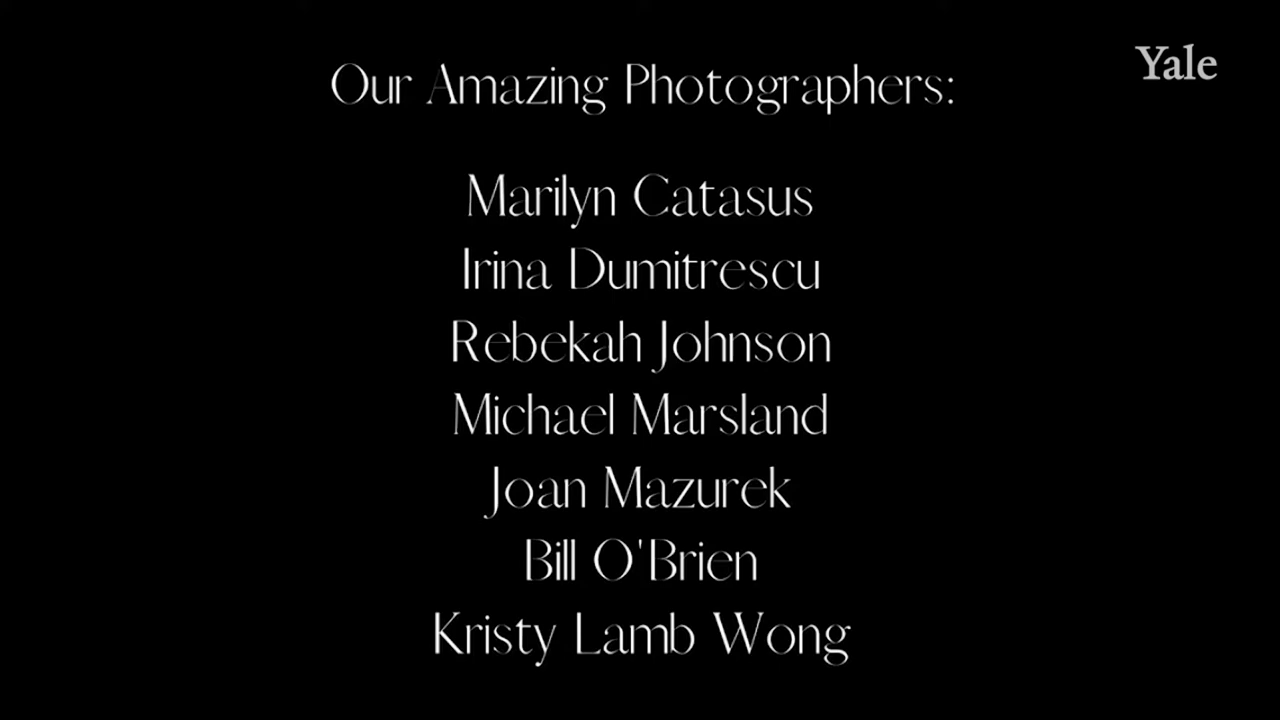 Yale
Our Amazing Photographers:
Marilyn Catasus
Irina Dumitrescu
Rebekah Johnson
Michael Marsland
Joan Mazurek
Bill O'Brien
Kristy Lamb Wong